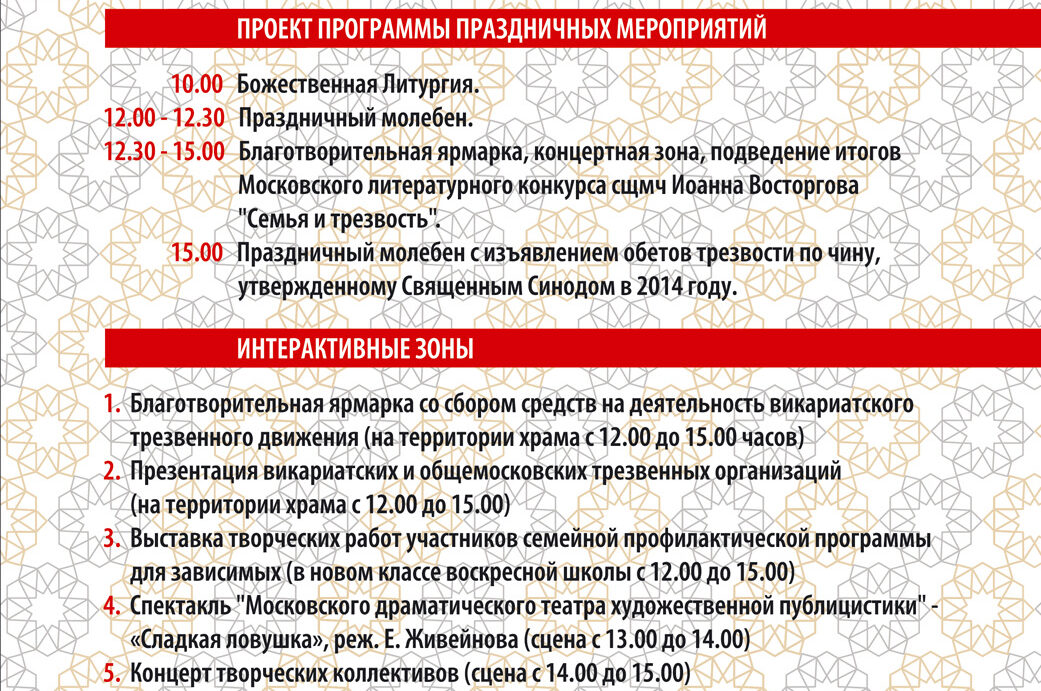 ПРОЕКТ ПРОГРАММЫ ПРАЗДНИЧНЫХ МЕРОПРИЯТИЙ
10.00 Божественная Литургия.
12.00 - 12.30 Праздничный молебен.
12.30 - 15.00 Благотворительная ярмарка, концертная зона, подведение итогов
Московского литературного конкурса сщмч Иоанна Восторгова
"Семья и трезвость".
15.00 Праздничный молебен с изъявлением обетов трезвости по чину,
утвержденному Священным Синодом в 2014 году.
ИНТЕРАКТИВНЫЕ ЗОНЫ
1. Благотворительная ярмарка со сбором средств на деятельность викариатского
трезвенного движения (на территории храма с 12.00 до 15.00 часов)
2. Презентация викариатских и общемосковских трезвенных организаций
(на территории храма с 12.00 до 15.00)
3. Выставка творческих работ участников семейной профилактической программы
для зависимых (в новом классе воскресной школы с 12.00 до 15.00)
4. Спектакль "Московского драматического театра художественной публицистики" -
«Сладкая ловушка», реж. Е. Живейнова (сцена с 13.00 до 14.00)
5. Концерт творческих коллективов (сцена с 14.00 до 15.00)